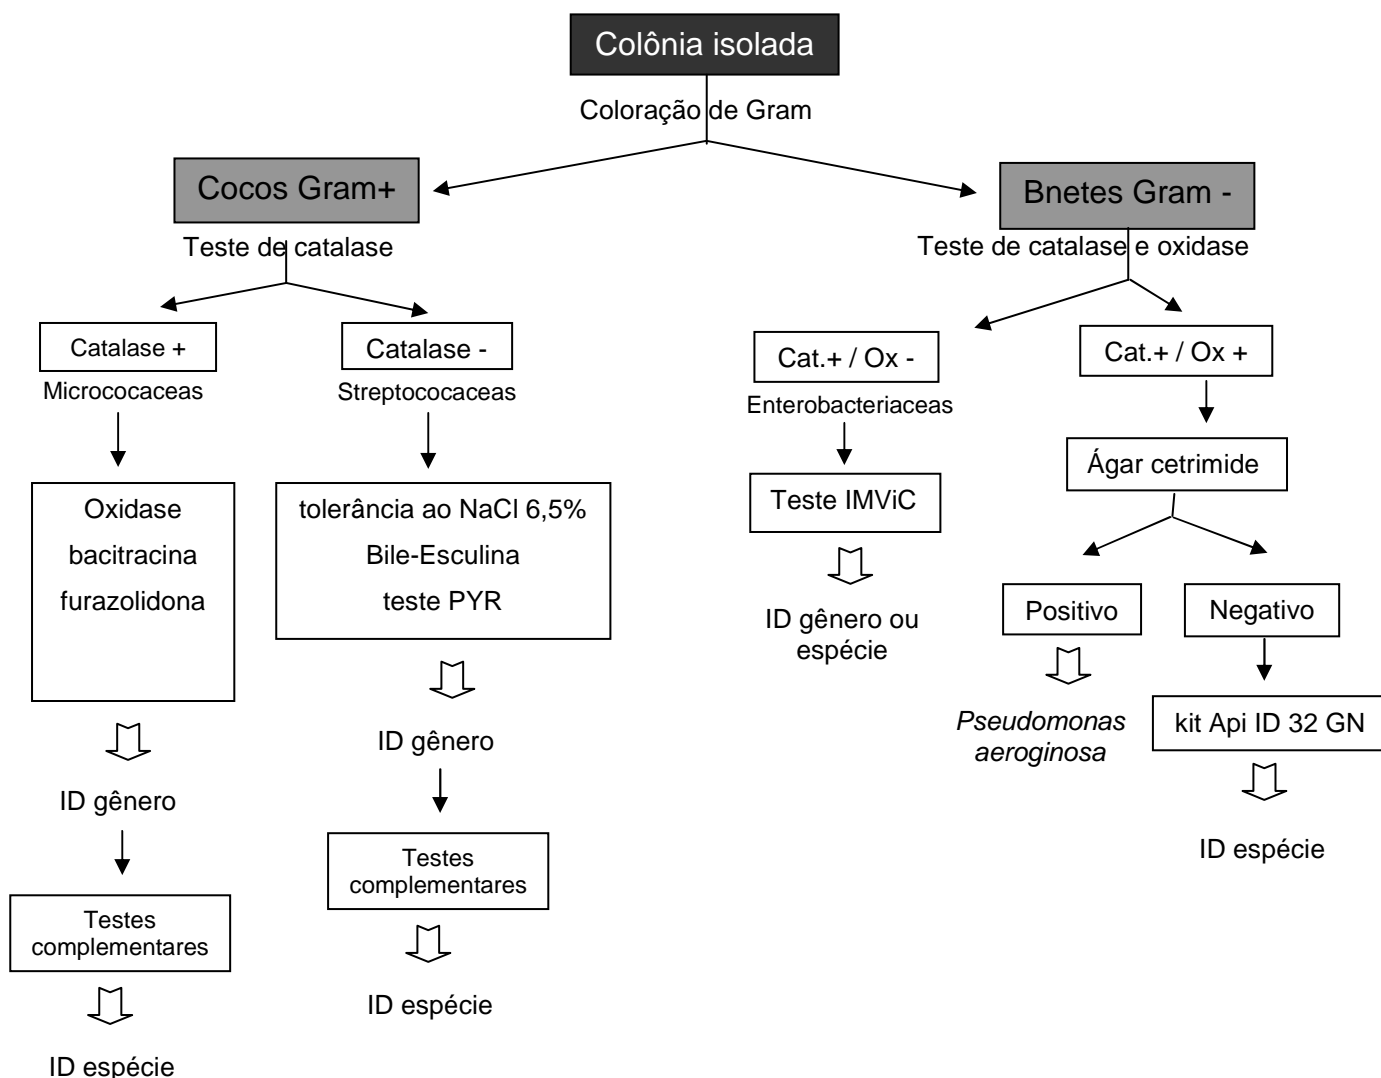 Colônia isolada
Coloração de Gram
Cocos Gram+
Bnetes Gram -
Teste de catalase
Teste de catalase e oxidase
Catalase +
Catalase -
Cat.+ / Ox -
Cat.+ / Ox +
Micrococaceas
Streptococaceas
Enterobacteriaceas
Ágar cetrimide
Oxidase
bacitracina
furazolidona
tolerância ao NaCl 6,5%
Bile-Esculina
teste PYR
Teste IMViC
Positivo
Negativo
ID gênero ou
espécie
Pseudomonas
aeroginosa
kit Api ID 32 GN
ID gênero
ID gênero
ID espécie
Testes
complementares
Testes
complementares
ID espécie
ID espécie